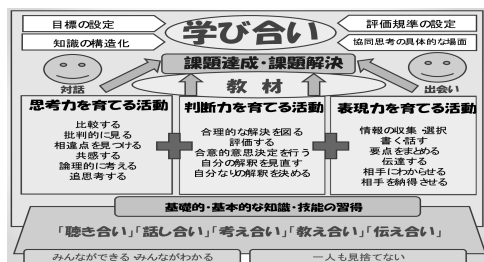 目標の設定
学び合い
評価規準の設定
知識の構造化
協同思考の具体的な場面
課題達成・課題解決
対話
教材
出会い
思考力を育てる活動
比較する
批判的に見る
相違点を見つける
共感する
論理的に考える
追思考する
判断力を育てる活動
合理的な解決を図る
評価する
合意的意思決定を行う
自分の解釈を見直す
自分なりの解釈を決める
表現力を育てる活動
情報の収集・選択
書く・話す
要点をまとめる
伝達する
相手にわからせる
相手を納得させる
基礎的・基本的な知識・技能の習得
「聴き合い」「話し合い」「考え合い」「教え合い」「伝え合い」
みんなができる・みんながわかる
一人も見捨てない